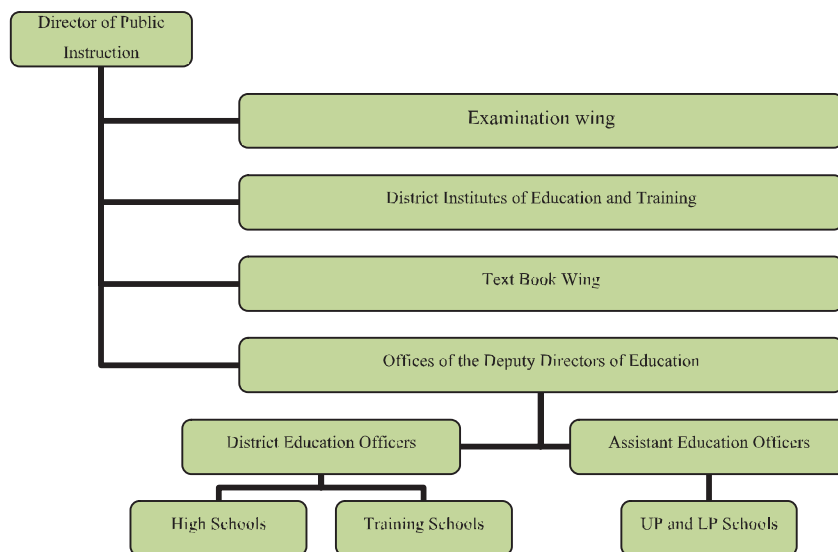 Director of Public
Instruction
Examination wing
District Institutes of Education and Training
Text Book Wing
Offices of the Deputy Directors of Education
District Education Officers
Assistant Education Officers
High Schools
Training Schools
UP and LP Schools